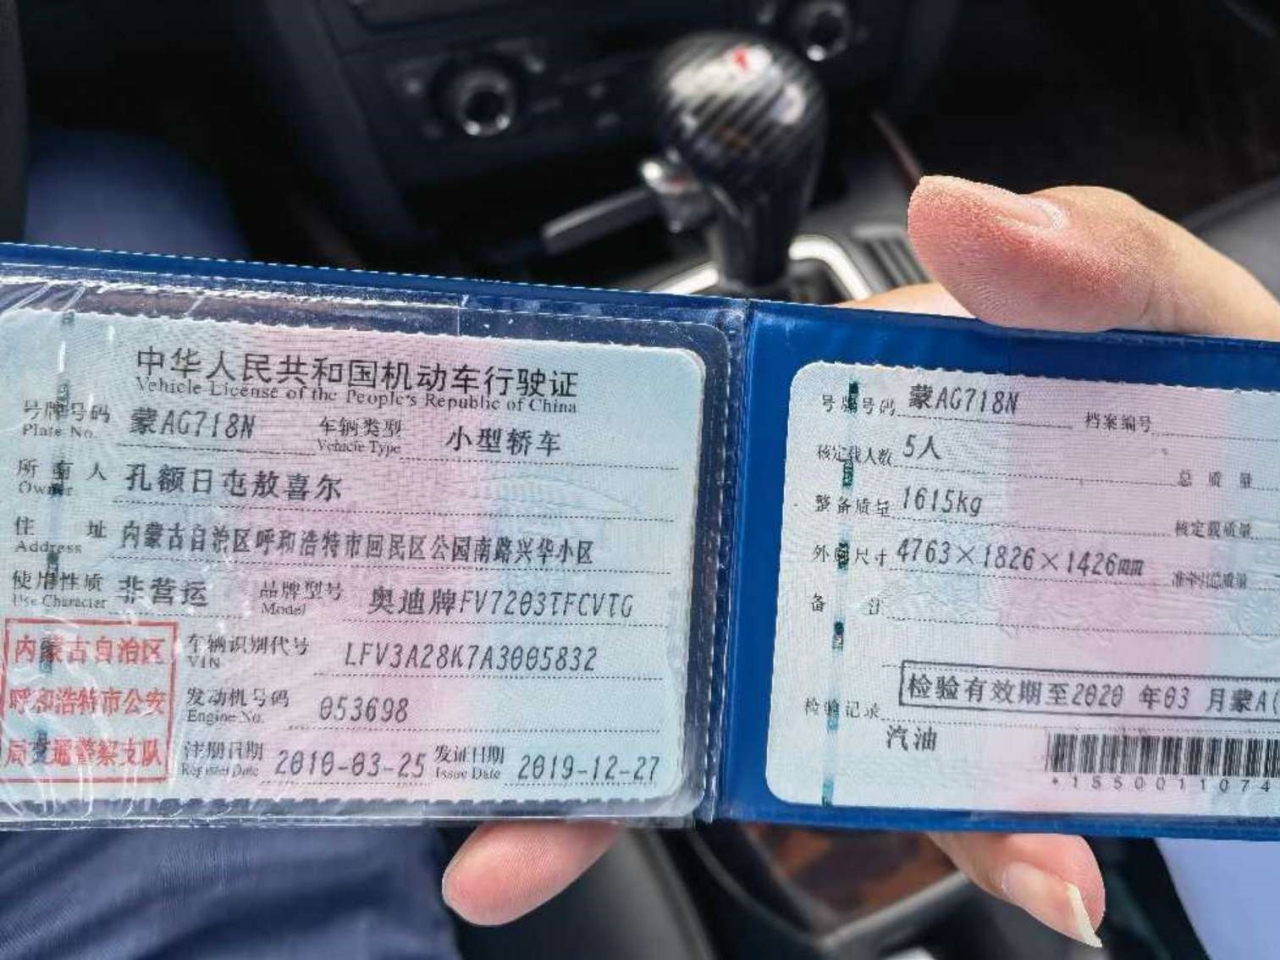 中华人民共和国机动车行驶证
Vehicle License of the People's Republic of China
号牌号码 蒙AG718N 车辆类型 小型轿车
Plate No. Vehicle Type
所有人 孔额日屯敖喜尔
Owner
住址 内蒙古自治区呼和浩特市回民区公园南路兴华小区
Address
使用性质 非营运 品牌型号 奥迪牌FV7203TFCVTG
Use Character Model
内蒙古自治区
呼和浩特市公安
局交通警察支队
车辆识别代号 LFV3A28K7A3005832
VIN
发动机号码 053698
Engine No.
注册日期 2010-03-25 发证日期 2019-12-27
Register Date Issue Date
号牌号码 蒙AG718N 档案编号
核定载人数 5人 总质量
整备质量 1615kg 核定载质量
外廓尺寸 4763×1826×1426mm 准牵引总质量
备注
检验有效期至2020年03月蒙A(
检验记录
汽油
*1550011074